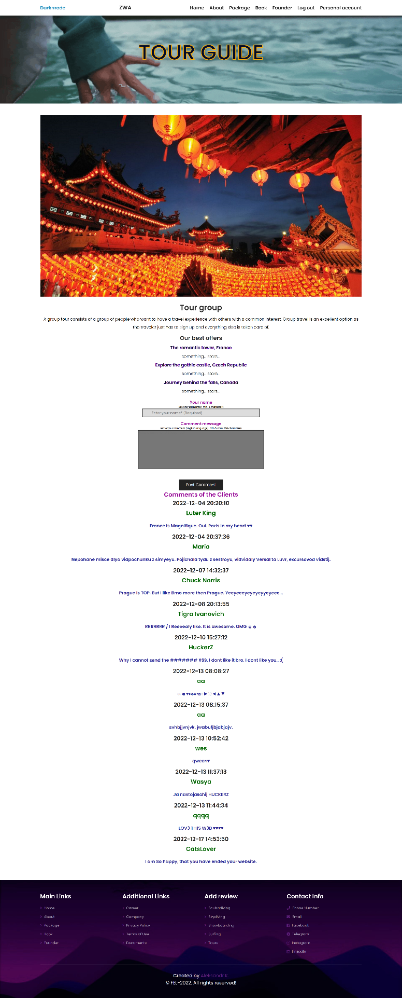 Darkmode
ZWA
Home About Package Book Founder Log out Personal account
TOUR GUIDE
Tour group
A group tour consists of a group of people who want to have a travel experience with others with a common interest. Group travel is an excellent option as
the traveler just has to sign up and everything else is taken care of.
Our best offers
The romantic tower, France
something... stars...
Explore the gothic castle, Czech Republic
something... stars...
Journey behind the falls, Canada
something... stars...
Your name
Use only Latin letter, min. 3 characters
Enter your name* (Required)
Comment message
Write your comment (English language), min.5, max.200 characters
Post Comment
Comments of the Clients
2022-12-04 20:20:10
Luter King
France is Magnifique. Oui. Paris in my heart ♥♥
2022-12-04 20:37:36
Mario
Nepohane misce dlya vidpochunku z simyeyu. Pojichala tydu z sestroyu, vidvidaly Versal ta Luvr, excursovod vidstij.
2022-12-07 14:32:37
Chuck Norris
Prague Is TOP. But I like Brno more then Prague. Yeeyeeeyeyeyeyyeyeee...
2022-12-08 20:13:55
Tigra Ivanovich
RRRRRRR / I Reeeealy like. It is awesome. OMG ☻☻
2022-12-10 15:27:12
HuckerZ
Why I cannot send the ####### XSS. I dont like it bro. I dont like you.. :(
2022-12-13 08:08:27
aa
☺☻♥♦♣♠•◘○►☼◄▲▼
2022-12-13 08:15:37
aa
svhbjjvnjvk. jwabufjbjabjajv.
2022-12-13 10:52:42
wes
qweerrr
2022-12-13 11:37:13
Wasya
Ja nastojaschij HUCKERZ
2022-12-13 11:44:34
qqqq
LOV3 TH1S W3B ♥♥♥♥
2022-12-17 14:53:50
CatsLover
I am So happy, that you have ended your website.
Main Links
Home
About
Package
Book
Founder
Additional Links
Career
Company
Privacy Policy
Terms of Use
Documents
Add review
Scubadiving
Skydiving
Snowboarding
Surfing
Tours
Contact Info
Phone Number
Email
Facebook
Telegram
Instagram
Linkedin
Created by Aleksandr K.
© FEL-2022. All rights reserved!